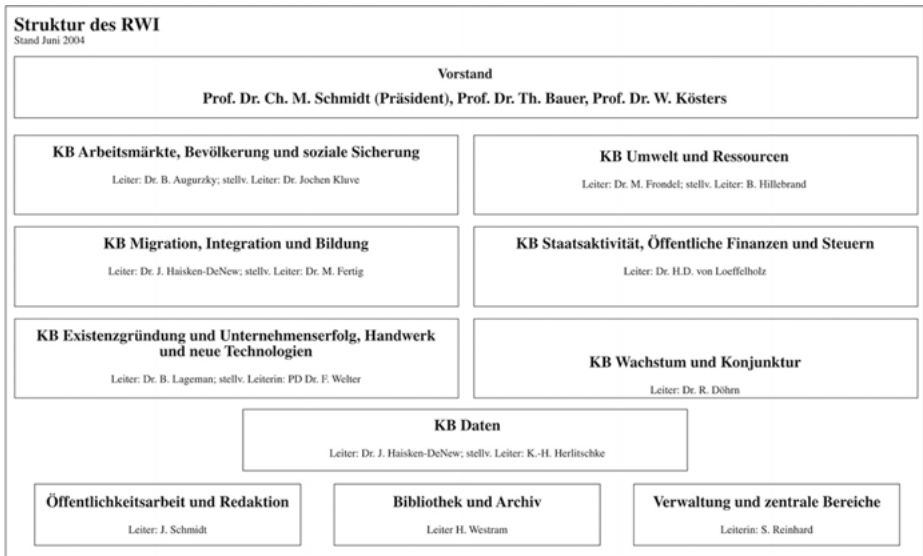 Struktur des RWI
Stand Juni 2004
Vorstand
Prof. Dr. Ch. M. Schmidt (Präsident), Prof. Dr. Th. Bauer, Prof. Dr. W. Kösters
KB Arbeitsmärkte, Bevölkerung und soziale Sicherung
Leiter: Dr. B. Augurzky; stellv. Leiter: Dr. Jochen Kluve
KB Umwelt und Ressourcen
Leiter: Dr. M. Frondel; stellv. Leiter: B. Hillebrand
KB Migration, Integration und Bildung
Leiter: Dr. J. Haisken-DeNew; stellv. Leiter: Dr. M. Fertig
KB Staatsaktivität, Öffentliche Finanzen und Steuern
Leiter: Dr. H.D. von Loeffelholz
KB Existenzgründung und Unternehmenserfolg, Handwerk
und neue Technologien
Leiter: Dr. B. Lageman; stellv. Leiterin: PD Dr. F. Welter
KB Wachstum und Konjunktur
Leiter: Dr. R. Döhrn
KB Daten
Leiter: Dr. J. Haisken-DeNew; stellv. Leiter: K.-H. Herlitschke
Öffentlichkeitsarbeit und Redaktion
Leiter: J. Schmidt
Bibliothek und Archiv
Leiter H. Westram
Verwaltung und zentrale Bereiche
Leiterin: S. Reinhard